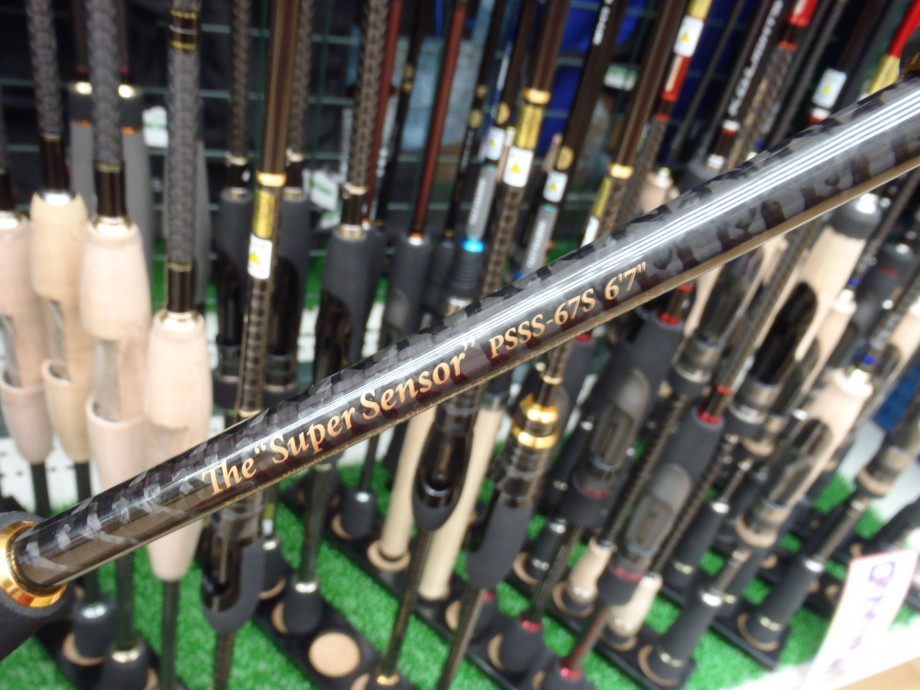 The “Super Sensor” PSSS-67S 6'7"